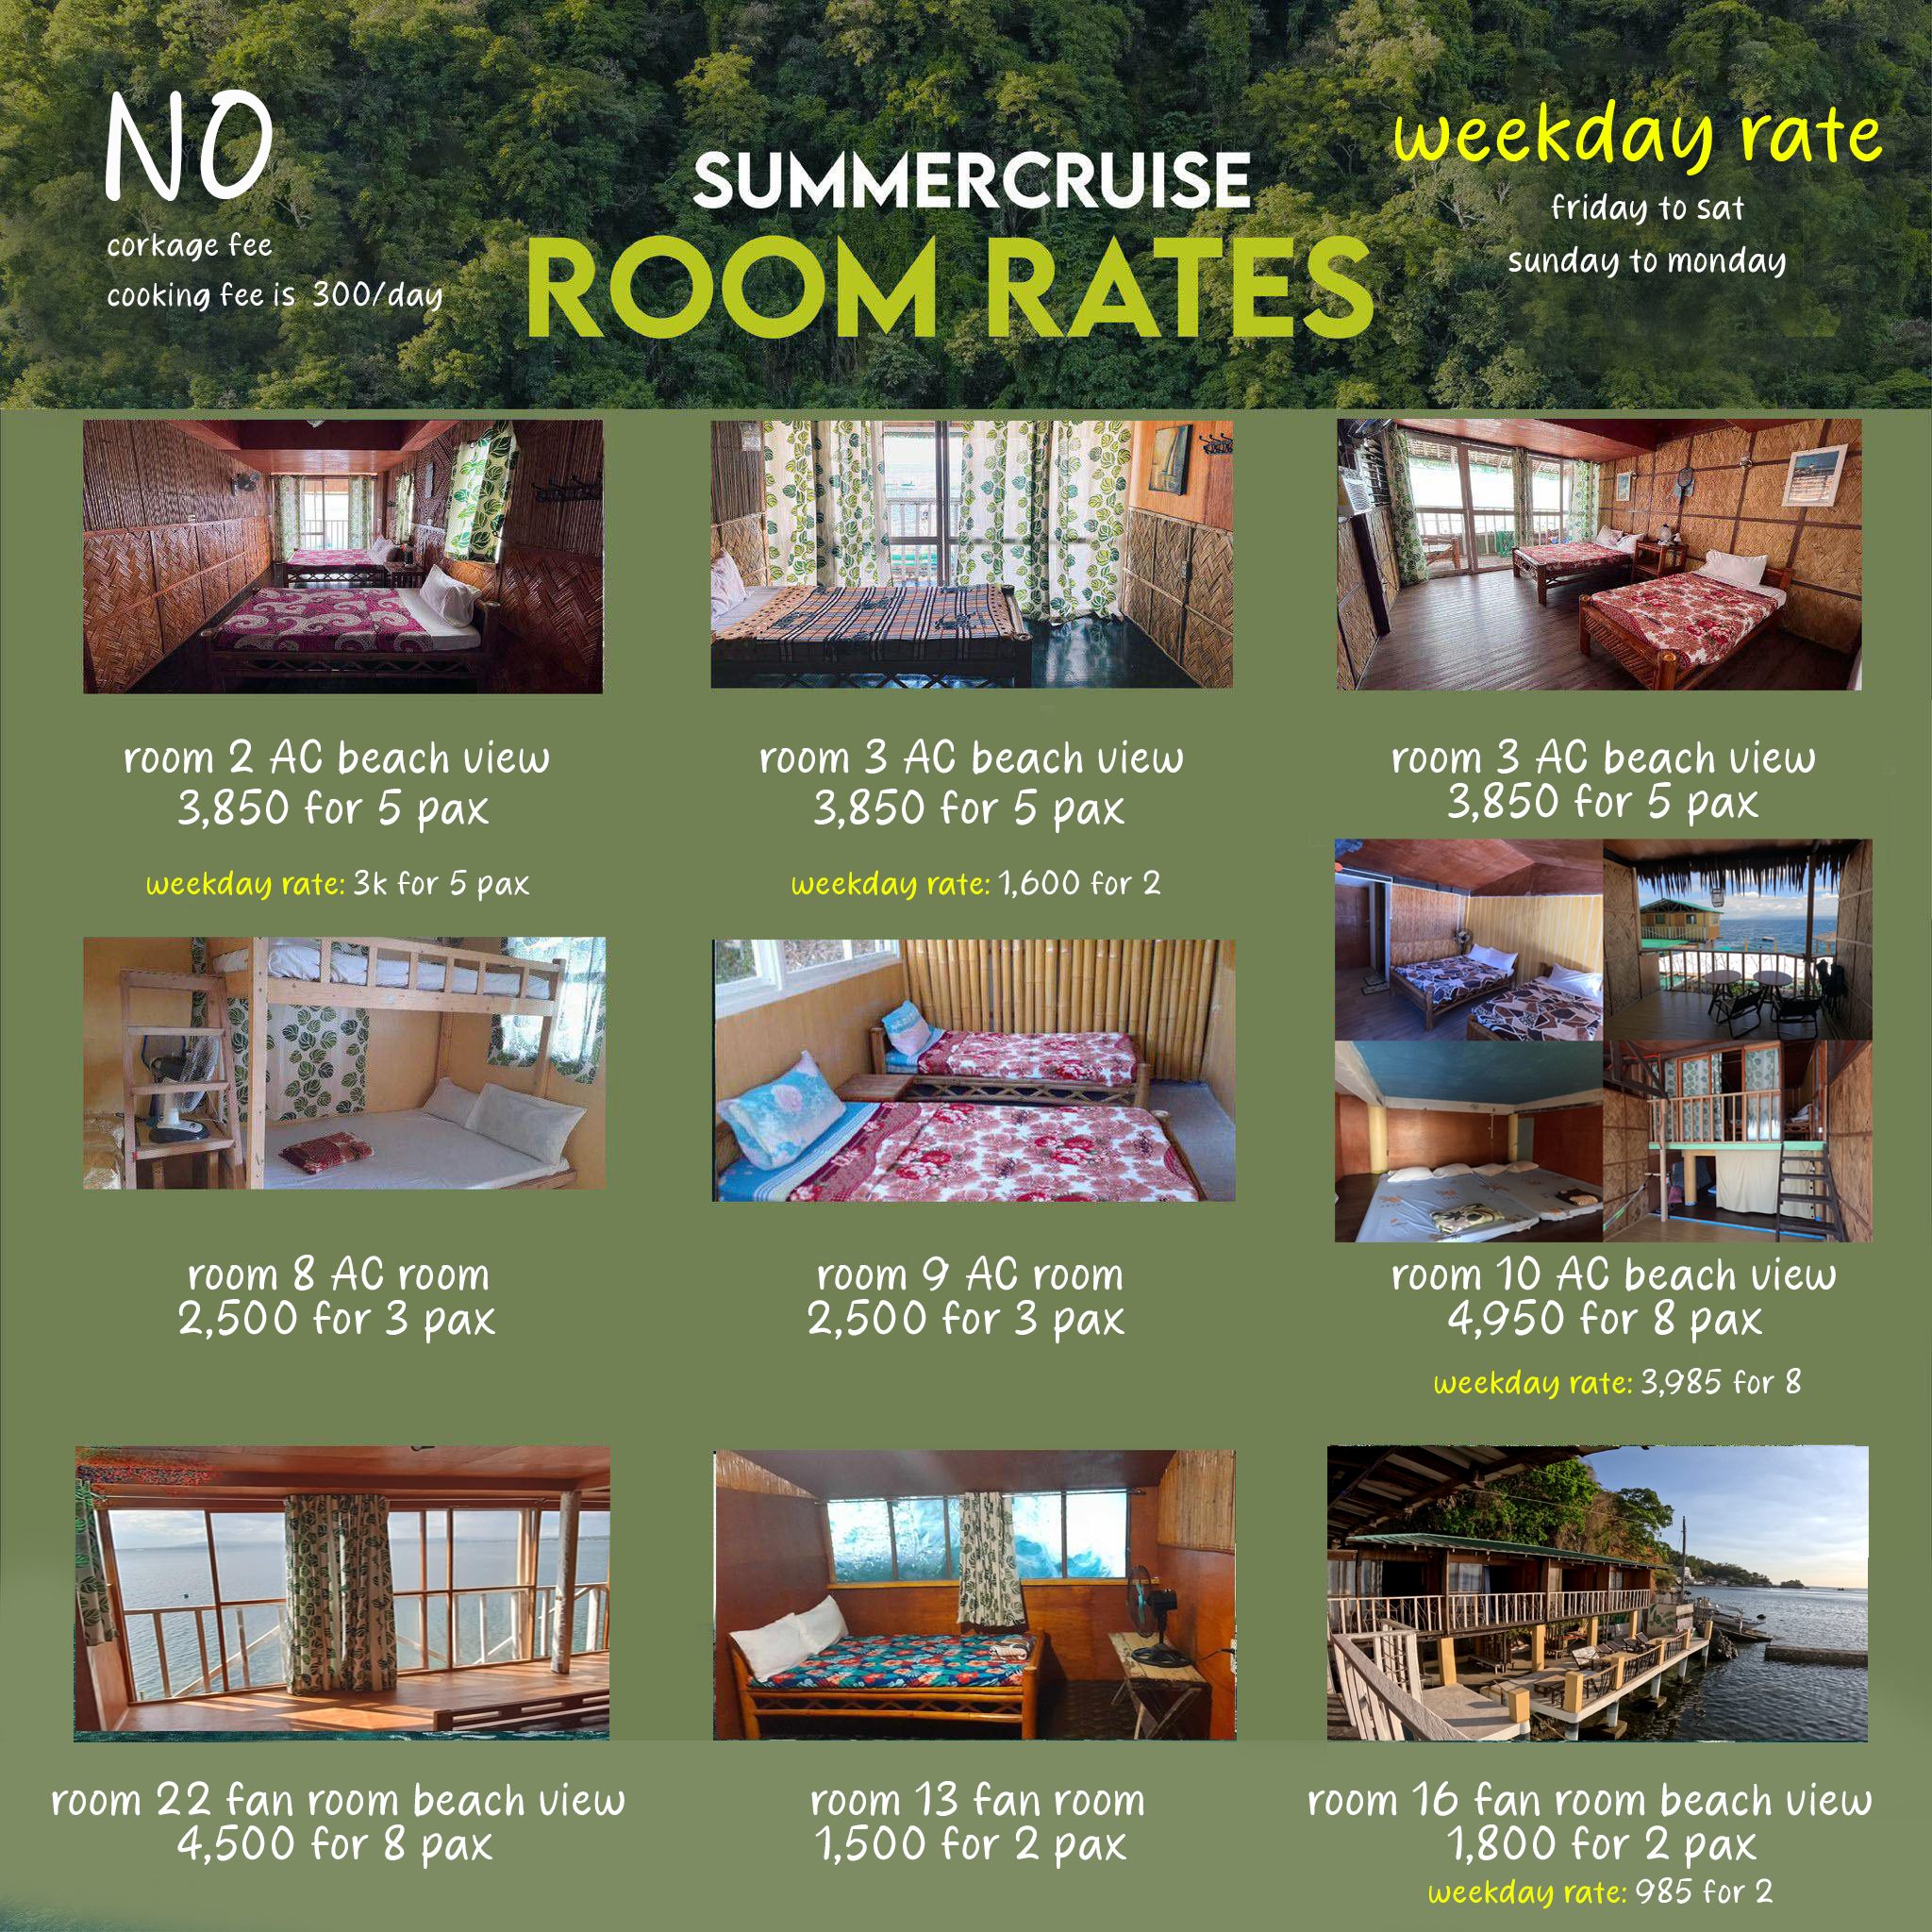 NO
corkage fee
cooking fee is 300/day
SUMMERCRUISE
ROOM RATES
weekday rate
friday to sat
sunday to monday
room 2 AC beach view
3,850 for 5 pax
weekday rate: 3k for 5 pax
room 3 AC beach view
3,850 for 5 pax
weekday rate: 1,600 for 2
room 3 AC beach view
3,850 for 5 pax
room 8 AC room
2,500 for 3 pax
room 9 AC room
2,500 for 3 pax
room 10 AC beach view
4,950 for 8 pax
weekday rate: 3,985 for 8
room 22 fan room beach view
4,500 for 8 pax
room 13 fan room
1,500 for 2 pax
room 16 fan room beach view
1,800 for 2 pax
weekday rate: 985 for 2